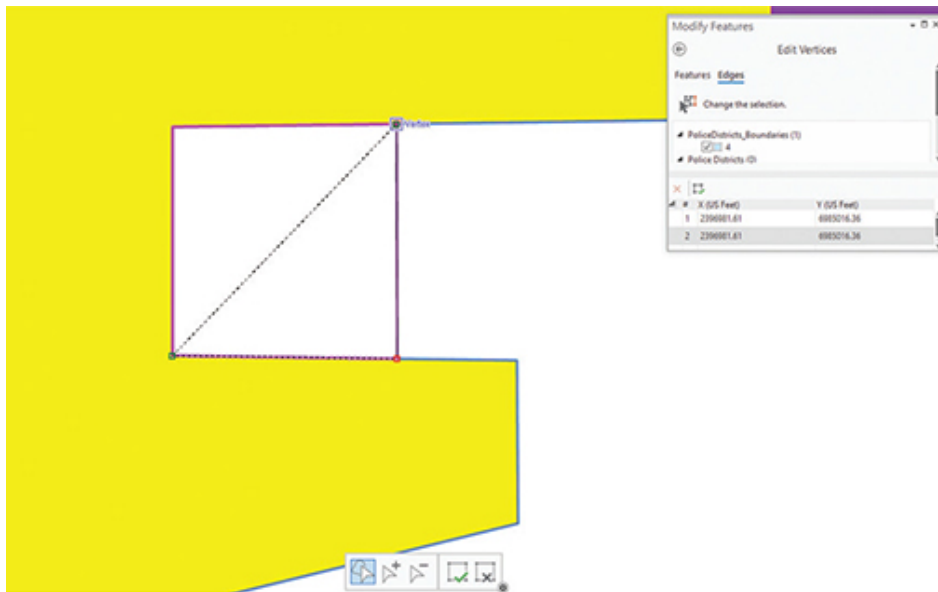 Modify Features
Edit Vertices
Features Edges
Change the selection.
PoliceDistricts_Boundaries (1)
4
Police Districts (0)
# X (US Feet) Y (US Feet)
1 2396981.61 6985016.36
2 2396981.61 6985016.36
Vertex